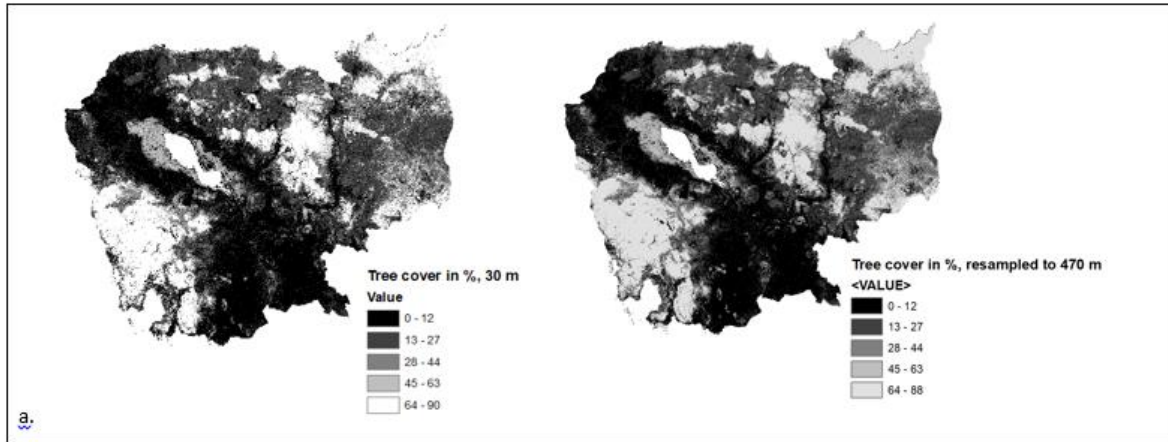 Tree cover in %, 30 m
Value
0 - 12
13 - 27
28 - 44
45 - 63
64 - 90
Tree cover in %, resampled to 470 m
<VALUE>
0 - 12
13 - 27
28 - 44
45 - 63
64 - 88
a.